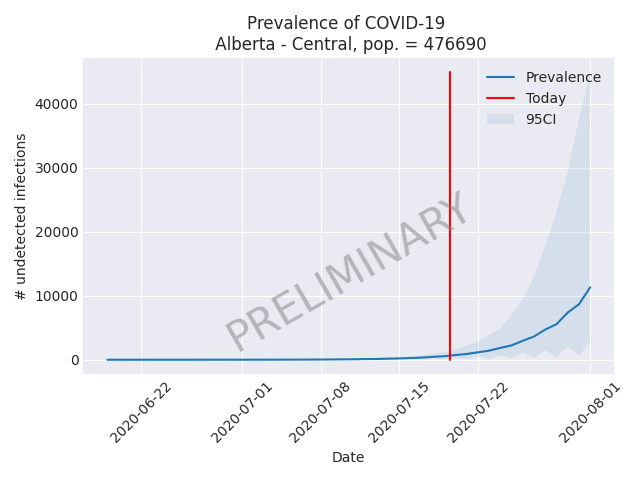 Prevalence of COVID-19
Alberta - Central, pop. = 476690
Prevalence
Today
95CI
# undetected infections
40000
30000
20000
10000
0
PRELIMINARY
2020-06-22
2020-07-01
2020-07-08
2020-07-15
2020-07-22
2020-08-01
Date